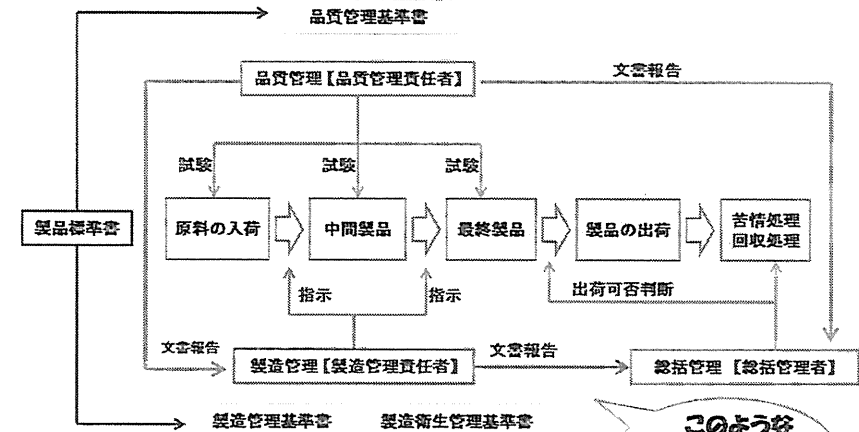 品質管理基準書
品質管理【品質管理責任者】
文書報告
試験
試験
試験
製品標準書
原料の入荷
中間製品
最終製品
製品の出荷
苦情処理
回収処理
指示
指示
出荷可否判断
文書報告
製造管理【製造管理責任者】
文書報告
総括管理 【総括管理者】
製造管理基準書
製造衛生管理基準書
このような